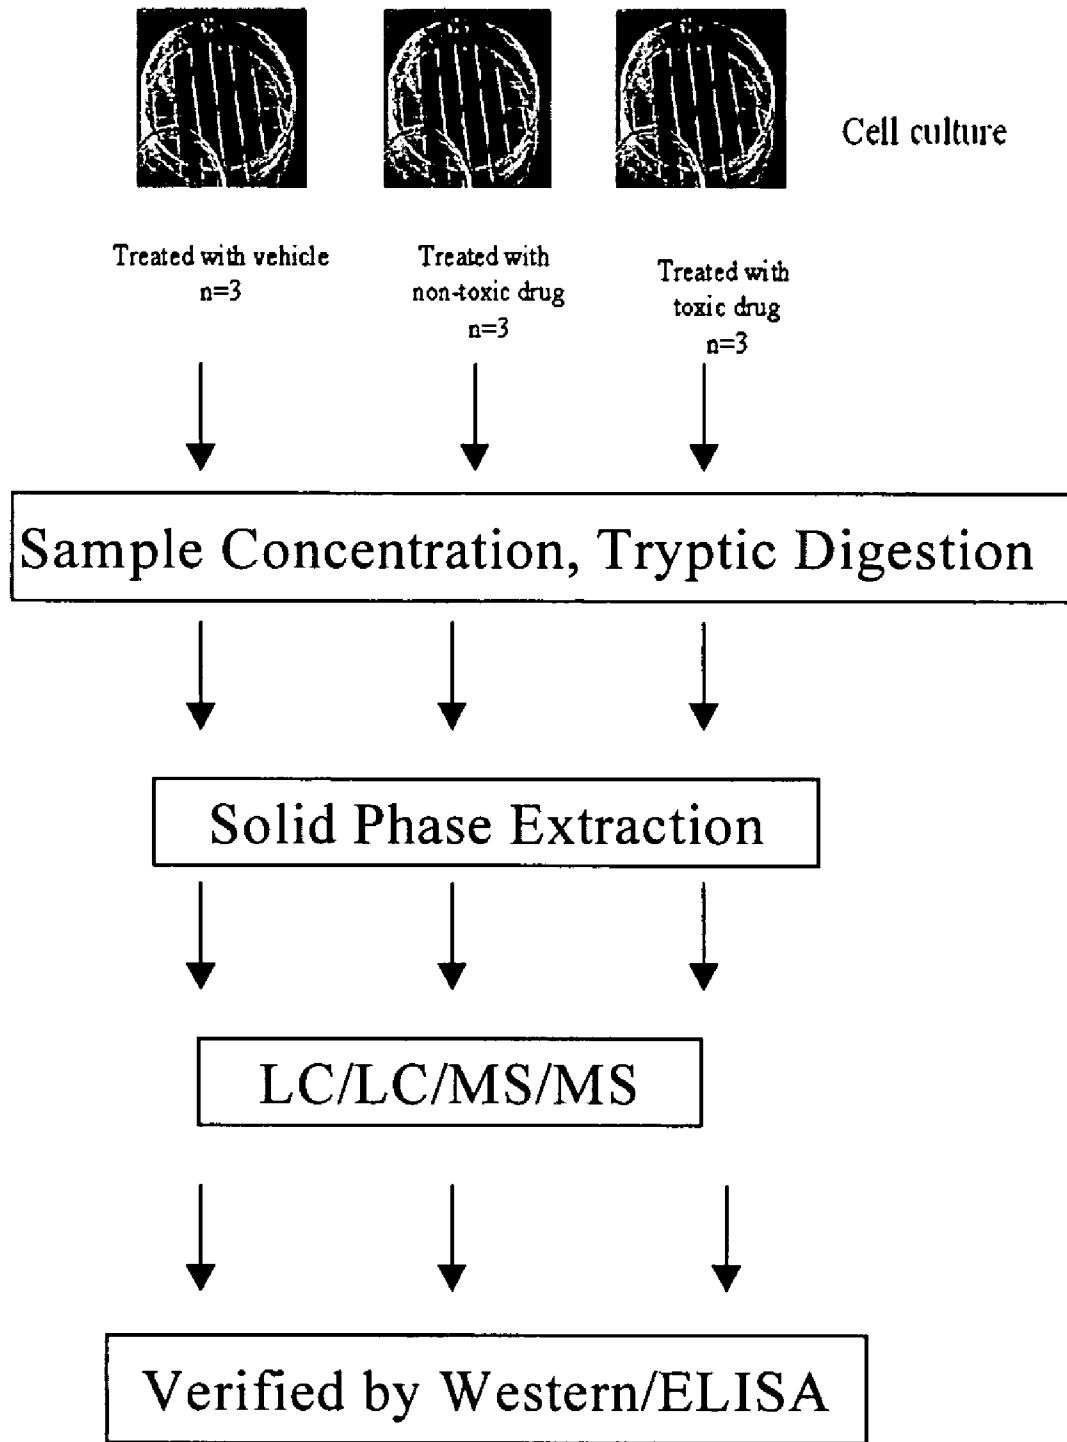 Cell culture
Treated with vehicle
n=3
Treated with
non-toxic drug
n=3
Treated with
toxic drug
n=3
Sample Concentration, Tryptic Digestion
Solid Phase Extraction
LC/LC/MS/MS
Verified by Western/ELISA